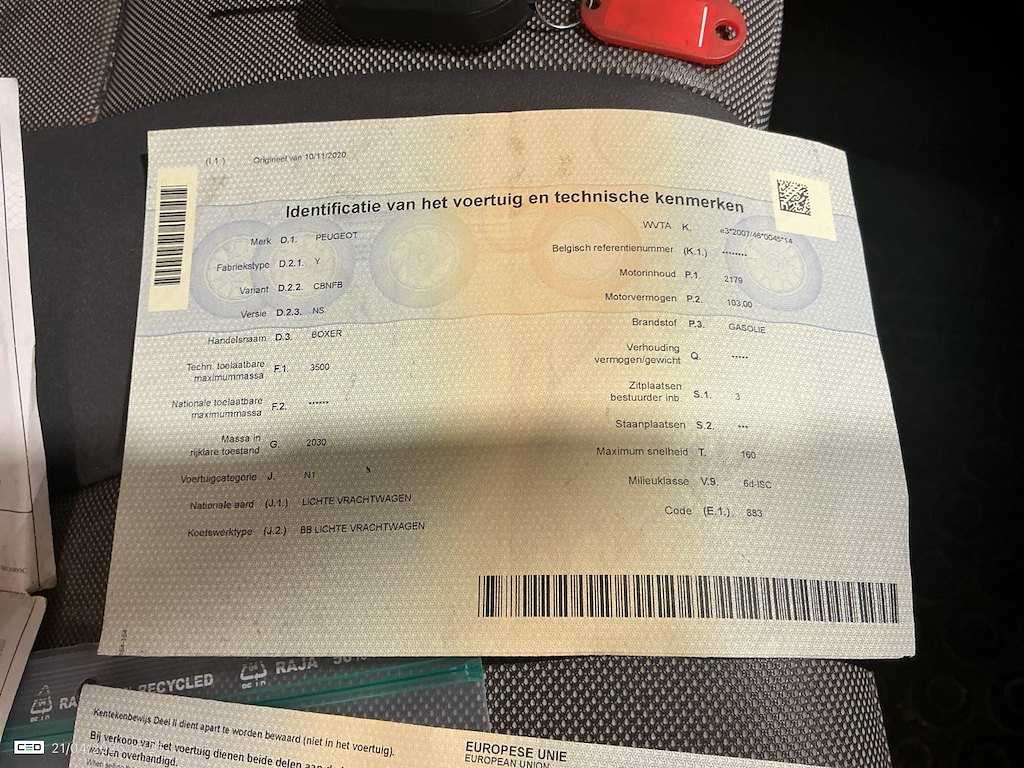 (I.1.) Origineel van 10/11/2020
Identificatie van het voertuig en technische kenmerken
Merk D.1. PEUGEOT
Fabriekstype D.2.1. Y
Variant D.2.2. CBNFB
Versie D.2.3. NS
Handelsnaam D.3. BOXER
Techn. toelaatbare
maximummassa F.1. 3500
Nationale toelaatbare
maximummassa F.2. ••••••
Massa in
rijklare toestand G. 2030
Voertuigcategorie J. N1
Nationale aard (J.1.) LICHTE VRACHTWAGEN
Koetswerktype (J.2.) BB LICHTE VRACHTWAGEN
WVTA K. e3*2007/46*0045*14
Belgisch referentienummer (K.1.) ••••••••
Motorinhoud P.1. 2179
Motorvermogen P.2. 103.00
Brandstof P.3. GASOLIE
Verhouding
vermogen/gewicht Q. •••••
Zitplaatsen
bestuurder inb. S.1. 3
Staanplaatsen S.2. •••
Maximum snelheid T. 160
Milieuklasse V.9. 6d-ISC
Code (E.1.) 883
RECYCLED RAJA
Kentekenbewijs Deel II dient apart te worden bewaard (niet in het voertuig).
Bij verkoop van het voertuig dienen beide delen aan de
worden overhandigd.
EUROPESE UNIE
EUROPEAN UNION
CEO 21/04